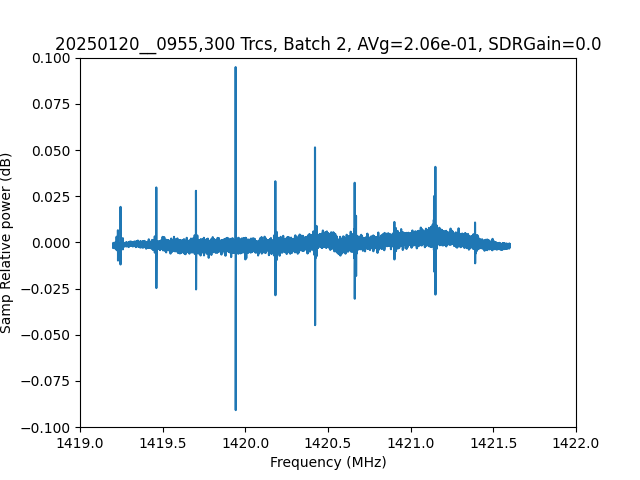 20250120__0955,300 Trcs, Batch 2, AVg=2.06e-01, SDRGain=0.0
0.100
0.075
0.050
0.025
0.000
−0.025
−0.050
−0.075
−0.100
Samp Relative power (dB)
1419.0 1419.5 1420.0 1420.5 1421.0 1421.5 1422.0
Frequency (MHz)